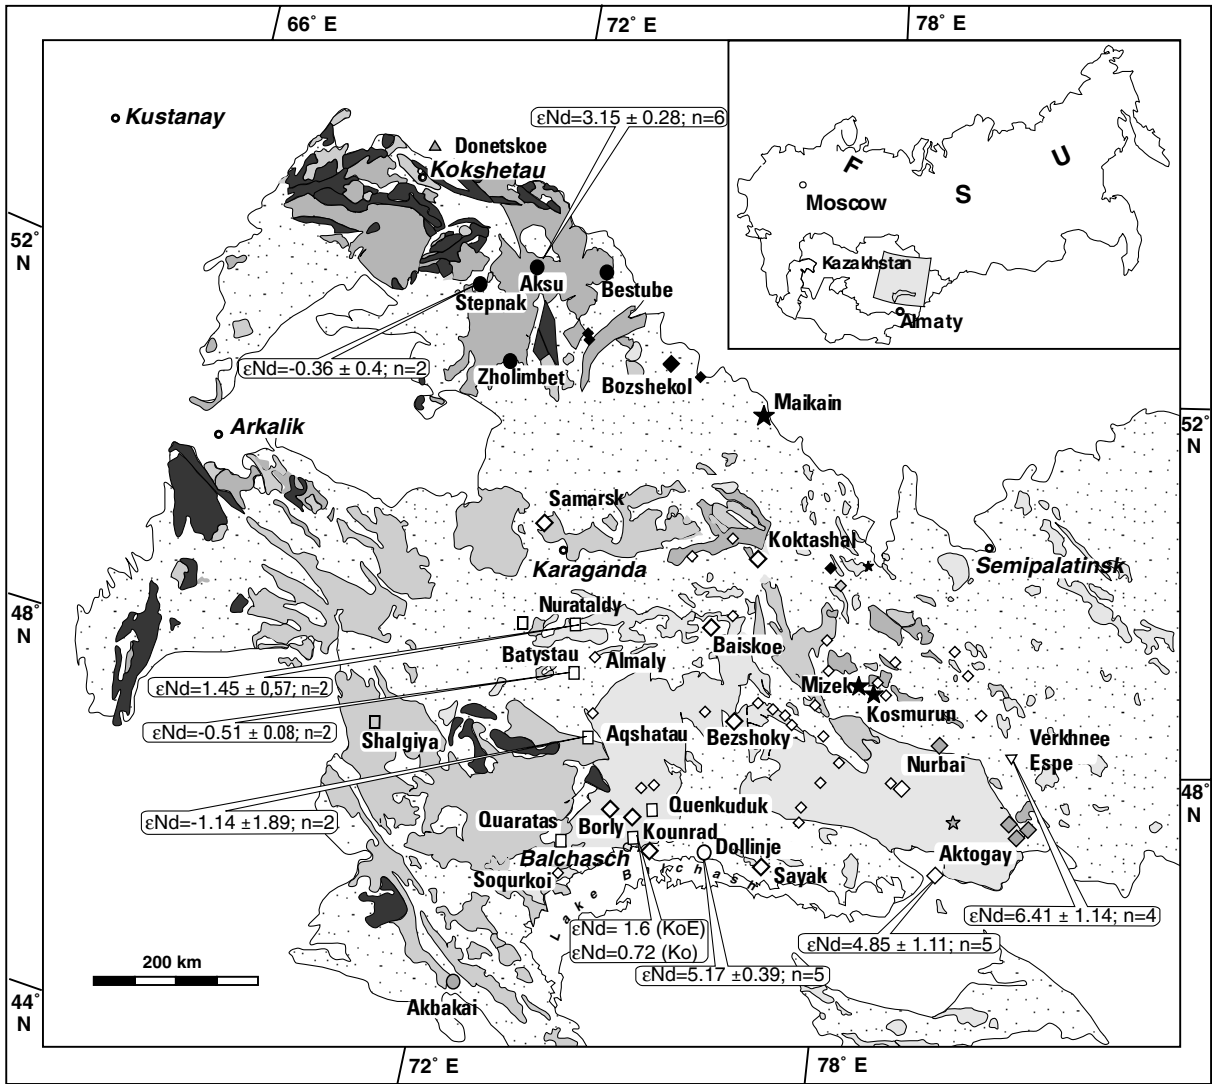 66° E
72° E
78° E
Kustanay
εNd=3.15 ± 0.28; n=6
Donetskoe
Kokshetau
F
S
U
Moscow
Kazakhstan
Almaty
52°
N
Aksu
Stepnak
Bestube
εNd=-0.36 ± 0.4; n=2
Zholimbet
Bozshekol
Maikain
52°
N
Arkalik
Samarsk
Koktashal
Karaganda
Semipalatinsk
48°
N
Nurataldy
Baiskoe
Batystau
Almaly
εNd=1.45 ± 0,57; n=2
Mizek
Kosmurun
εNd=-0.51 ± 0.08; n=2
Shalgiya
Aqshatau
Bezshoky
Nurbai
Verkhnee
Espe
48°
N
εNd=-1.14 ±1.89; n=2
Quaratas
Borly
Quenkuduk
Kounrad
Dollinje
Balchasch
Aktogay
Soqurkoi
Sayak
Lake Balkchash
εNd= 1.6 (KoE)
εNd=0.72 (Ko)
εNd=6.41 ± 1.14; n=4
εNd=4.85 ± 1.11; n=5
εNd=5.17 ±0.39; n=5
200 km
Akbakai
44°
N
72° E
78° E